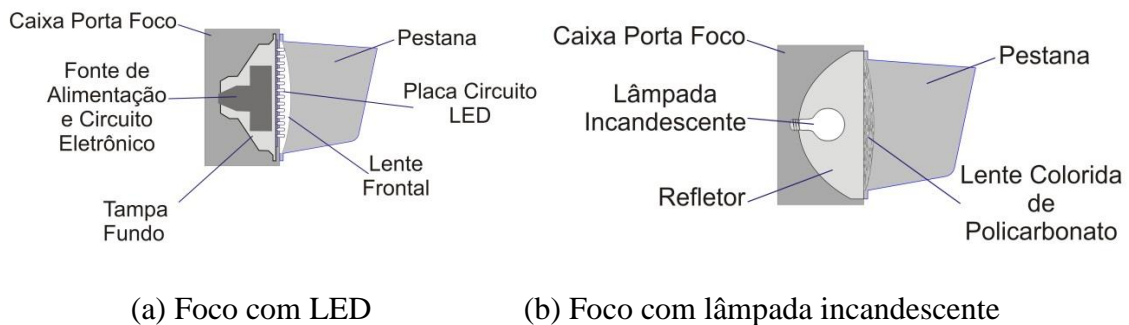 Caixa Porta Foco
Fonte de
Alimentação
e Circuito
Eletrônico
Tampa
Fundo
Pestana
Placa Circuito
LED
Lente
Frontal
(a) Foco com LED
Caixa Porta Foco
Lâmpada
Incandescente
Refletor
Pestana
Lente Colorida
de
Policarbonato
(b) Foco com lâmpada incandescente